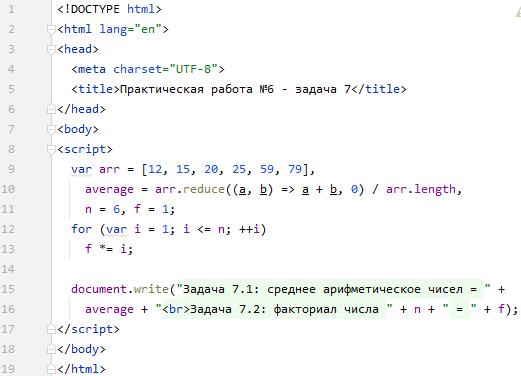 1 <!DOCTYPE html>
2 <html lang="en">
3 <head>
4 <meta charset="UTF-8">
5 <title>Практическая работа №6 - задача 7</title>
6 </head>
7 <body>
8 <script>
9 var arr = [12, 15, 20, 25, 59, 79],
10 average = arr.reduce((a, b) => a + b, 0) / arr.length,
11 n = 6, f = 1;
12 for (var i = 1; i <= n; ++i)
13 f *= i;
14
15 document.write("Задача 7.1: среднее арифметическое чисел = " +
16 average + "<br>Задача 7.2: факториал числа " + n + " = " + f);
17 </script>
18 </body>
19 </html>